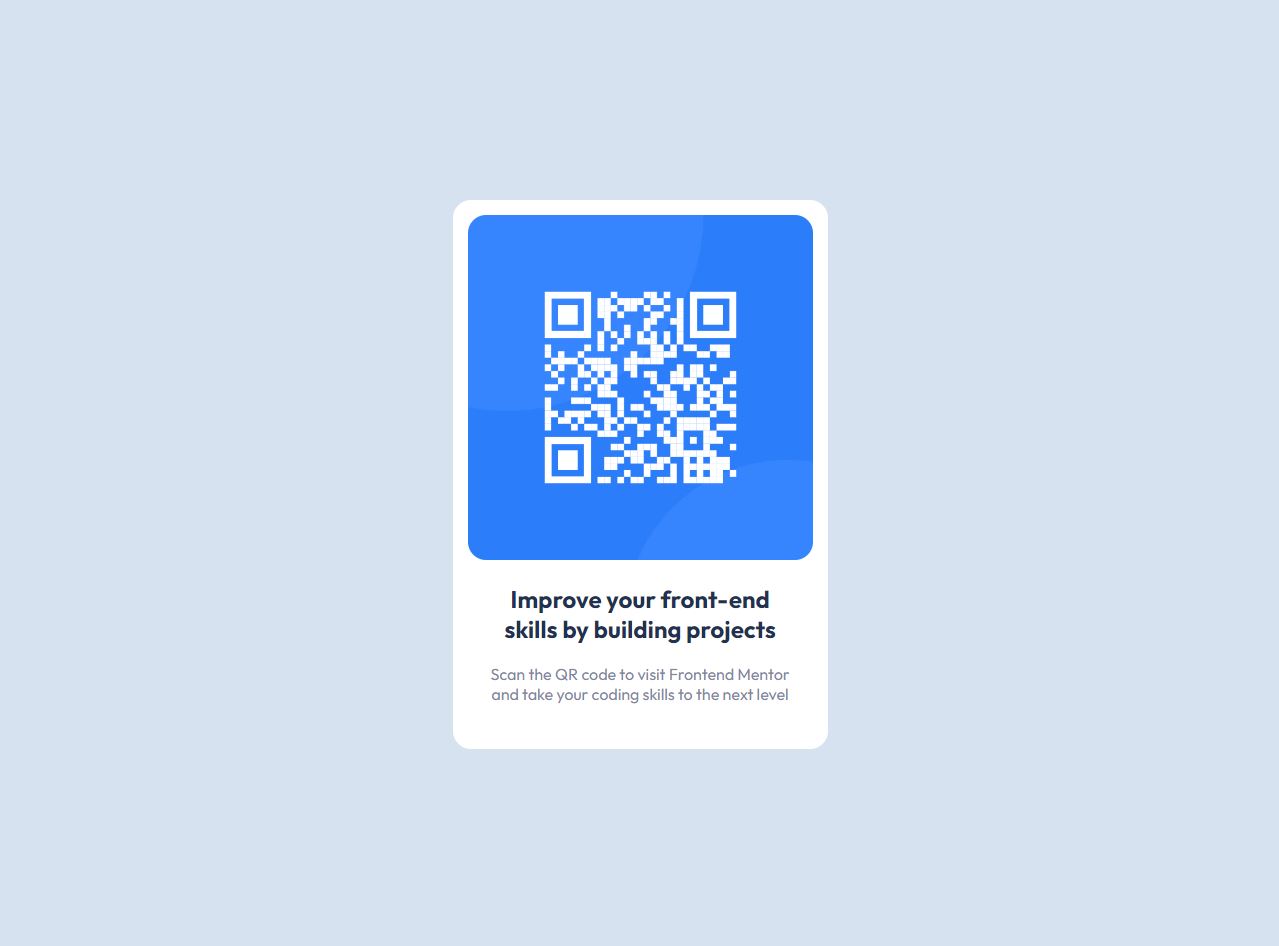 Improve your front-end
skills by building projects
Scan the QR code to visit Frontend Mentor
and take your coding skills to the next level